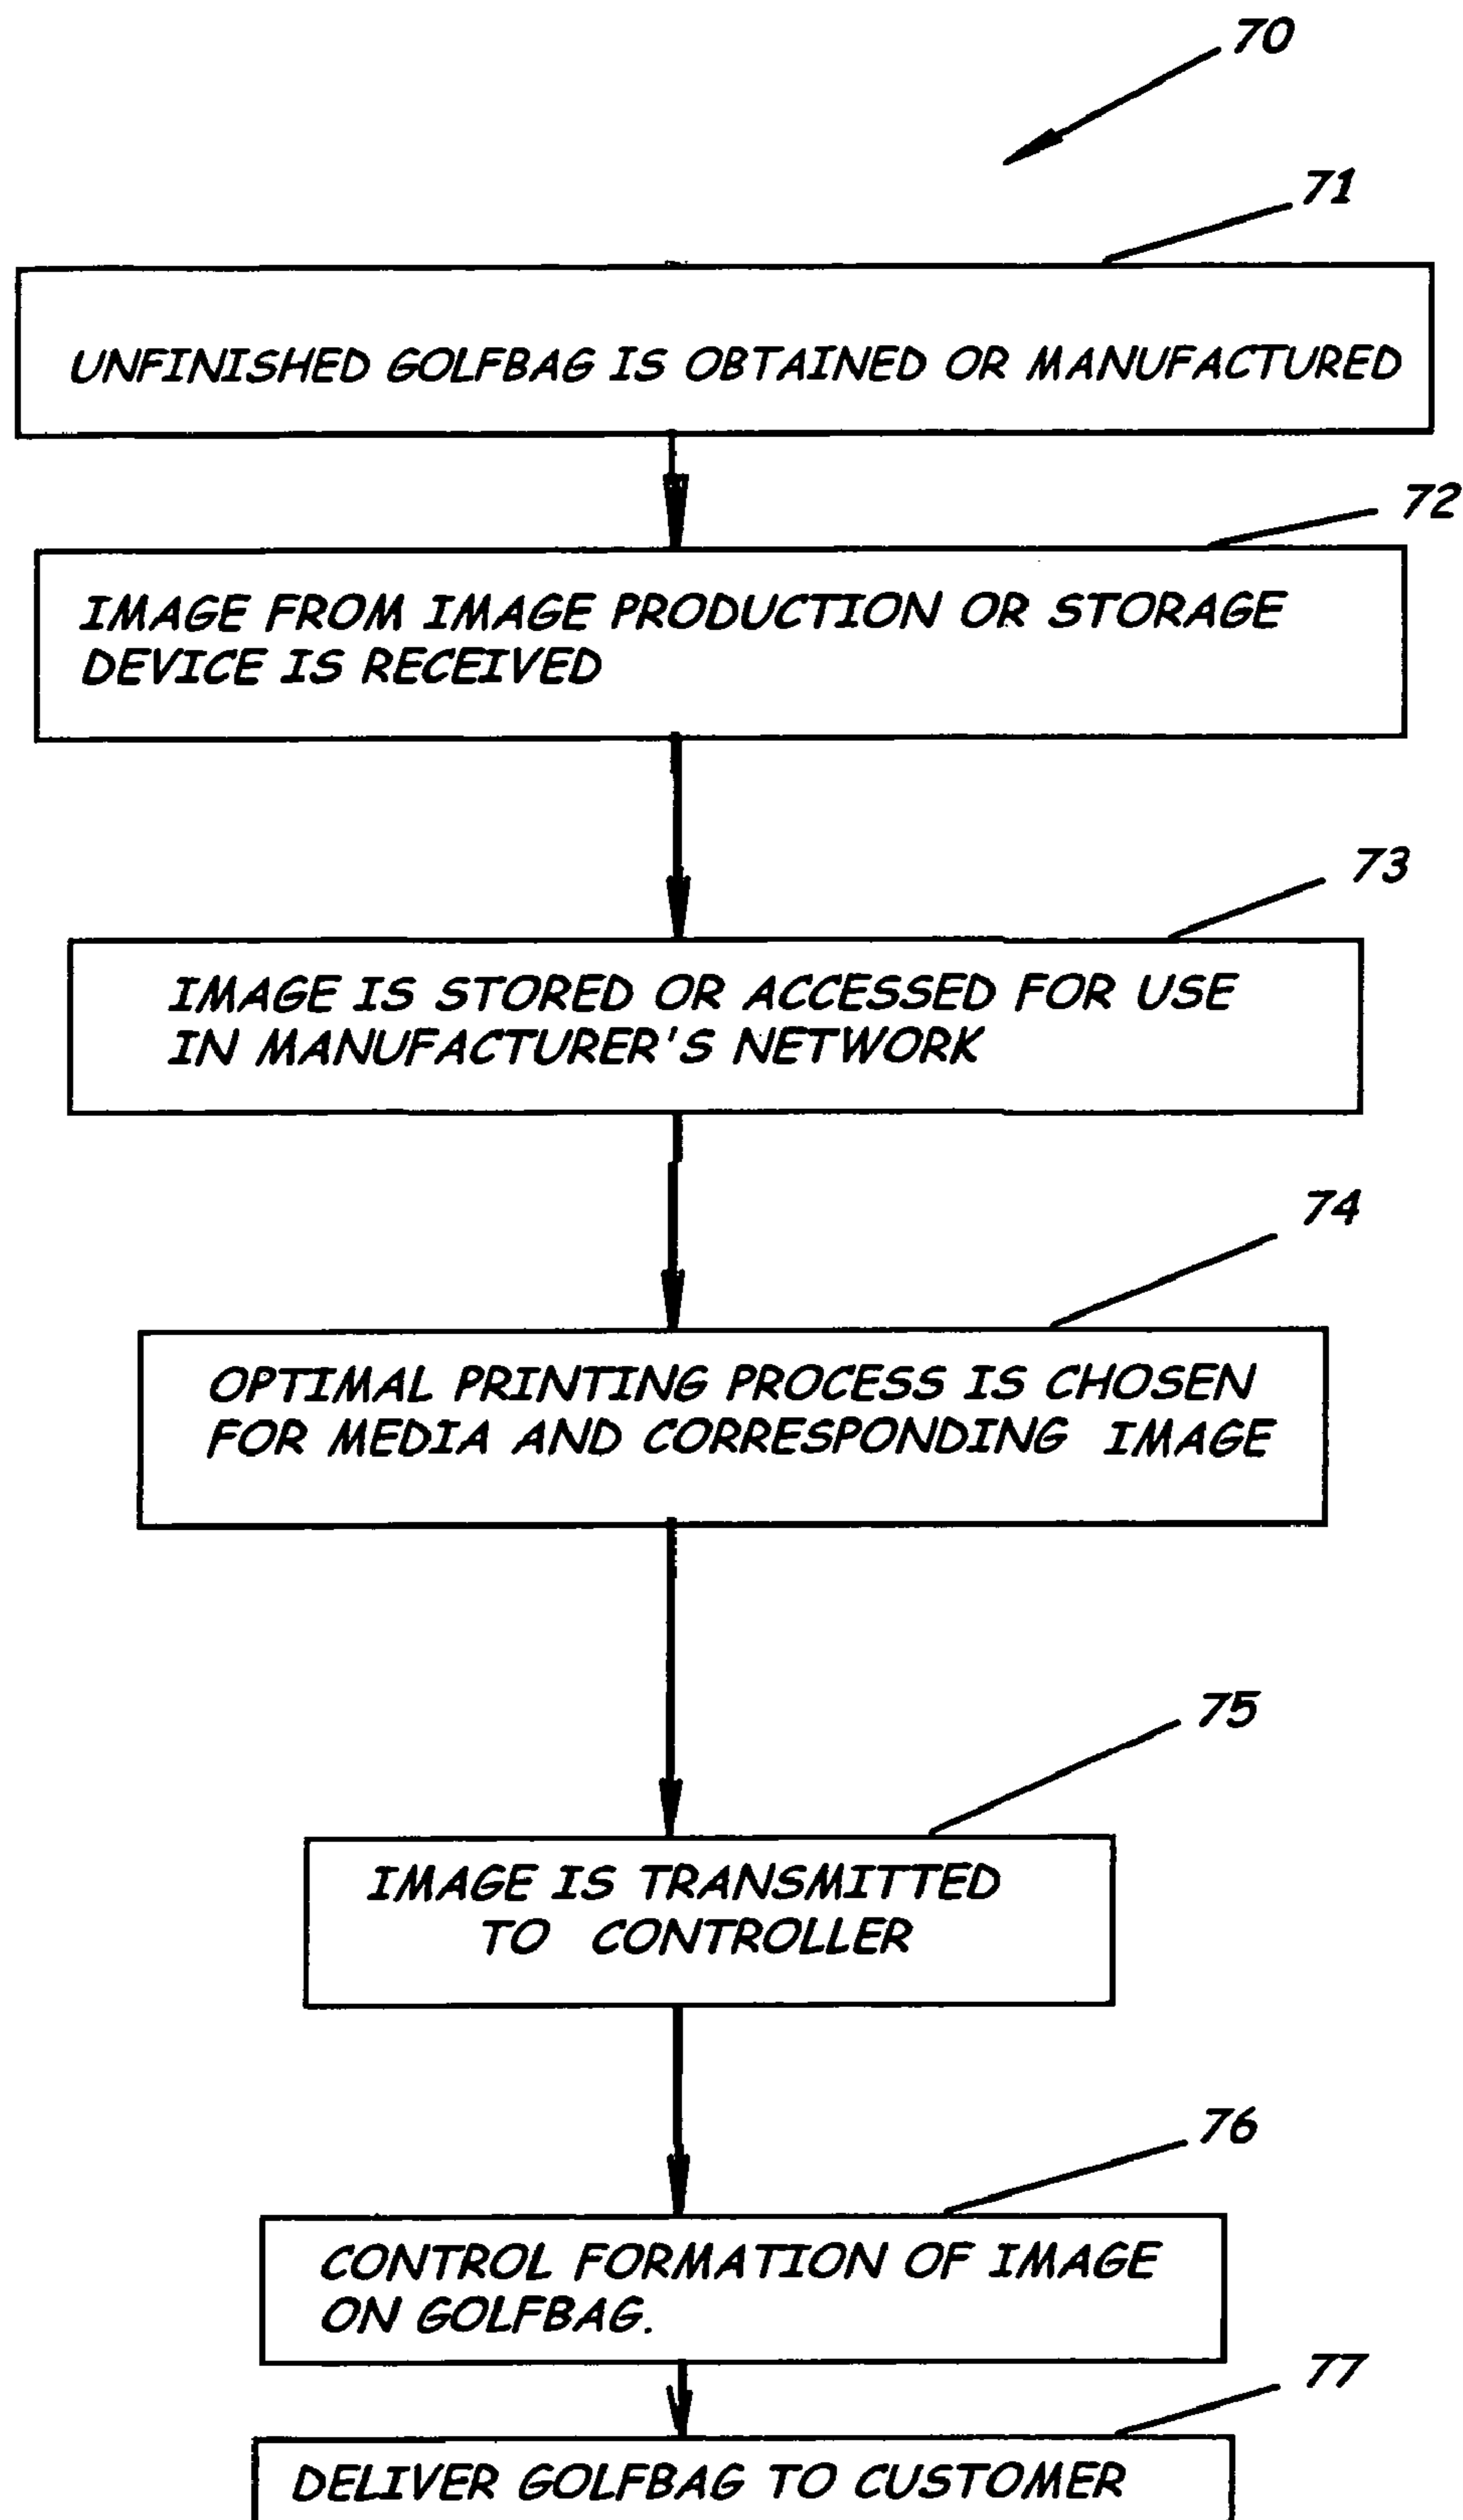 70
71
UNFINISHED GOLFBAG IS OBTAINED OR MANUFACTURED
72
IMAGE FROM IMAGE PRODUCTION OR STORAGE
DEVICE IS RECEIVED
73
IMAGE IS STORED OR ACCESSED FOR USE
IN MANUFACTURER'S NETWORK
74
OPTIMAL PRINTING PROCESS IS CHOSEN
FOR MEDIA AND CORRESPONDING IMAGE
75
IMAGE IS TRANSMITTED
TO CONTROLLER
76
CONTROL FORMATION OF IMAGE
ON GOLFBAG.
77
DELIVER GOLFBAG TO CUSTOMER